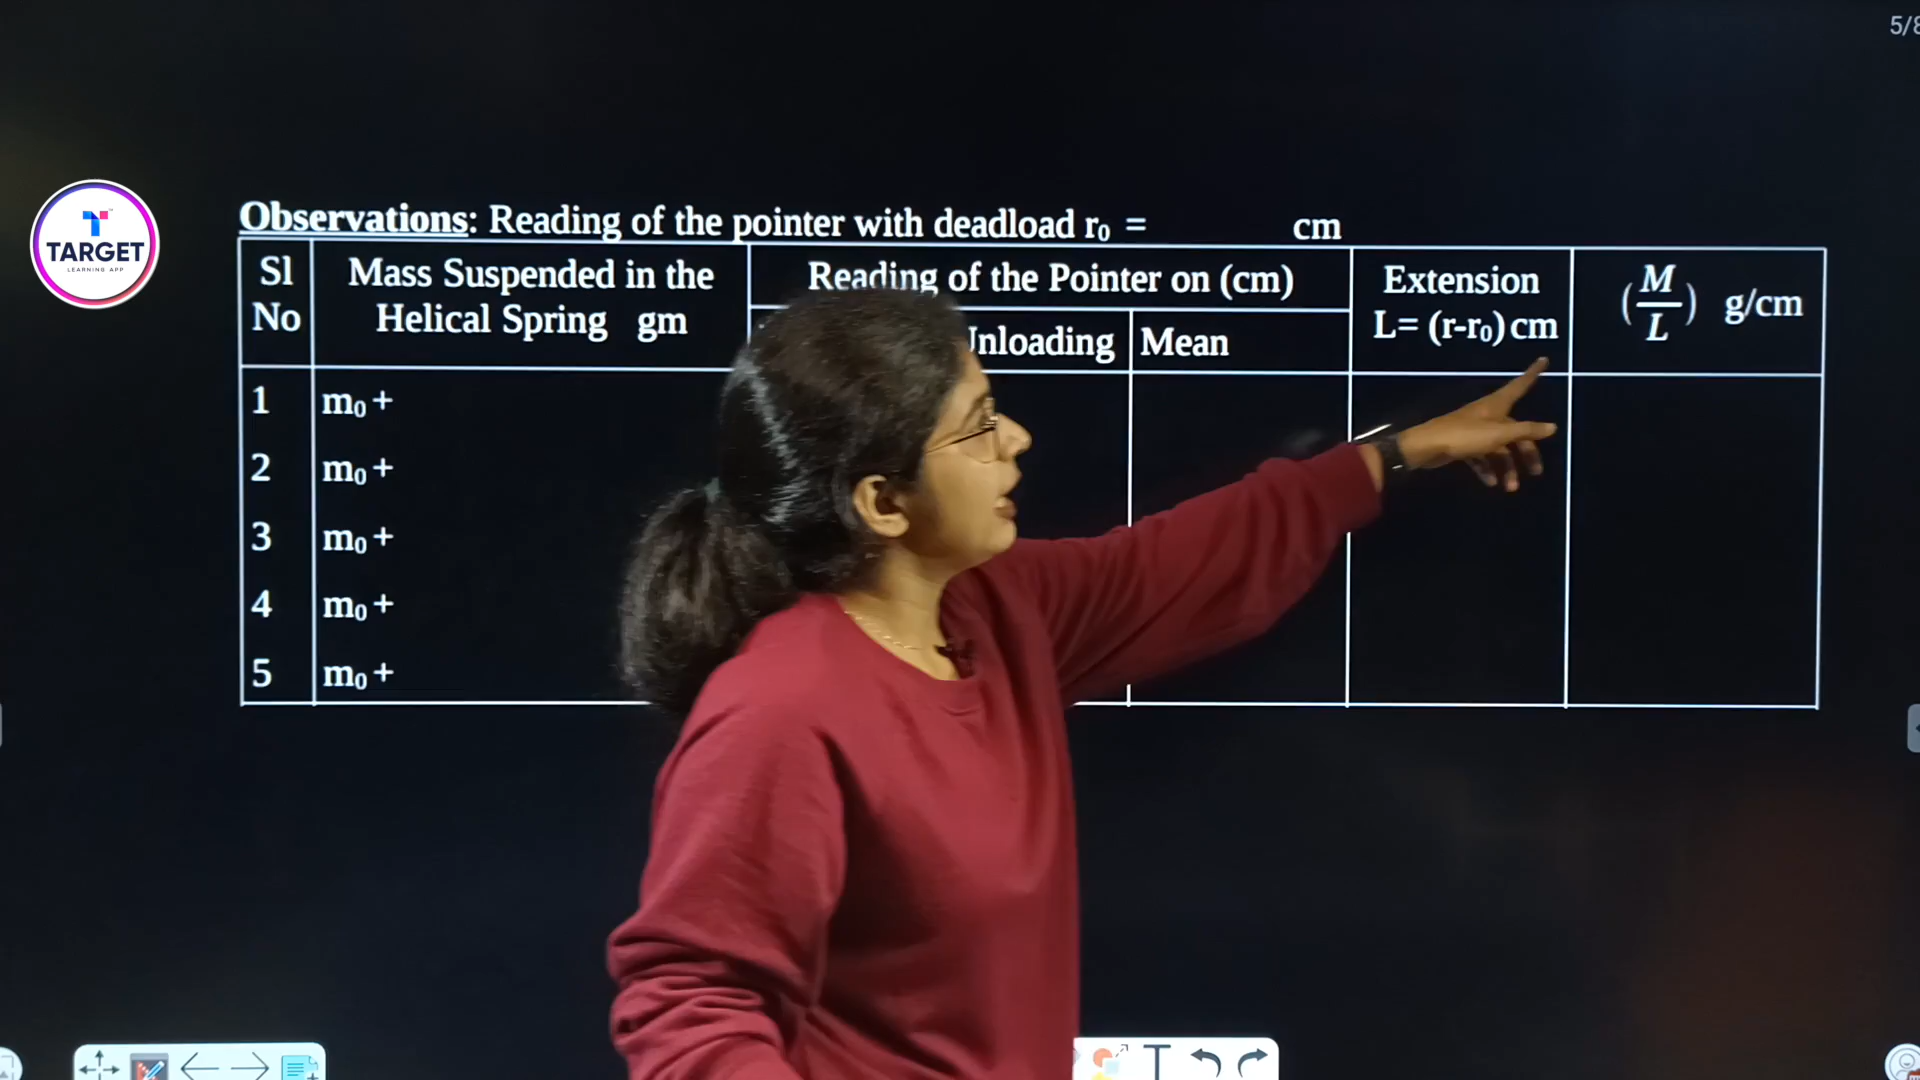 5/8
TARGET
LEARNING APP
Observations: Reading of the pointer with deadload r₀ = cm
Sl No
Mass Suspended in the
Helical Spring gm
Reading of the Pointer on (cm)
Unloading
Mean
Extension
L= (r-r₀) cm
(M/L) g/cm
1 m₀ +
2 m₀ +
3 m₀ +
4 m₀ +
5 m₀ +
T